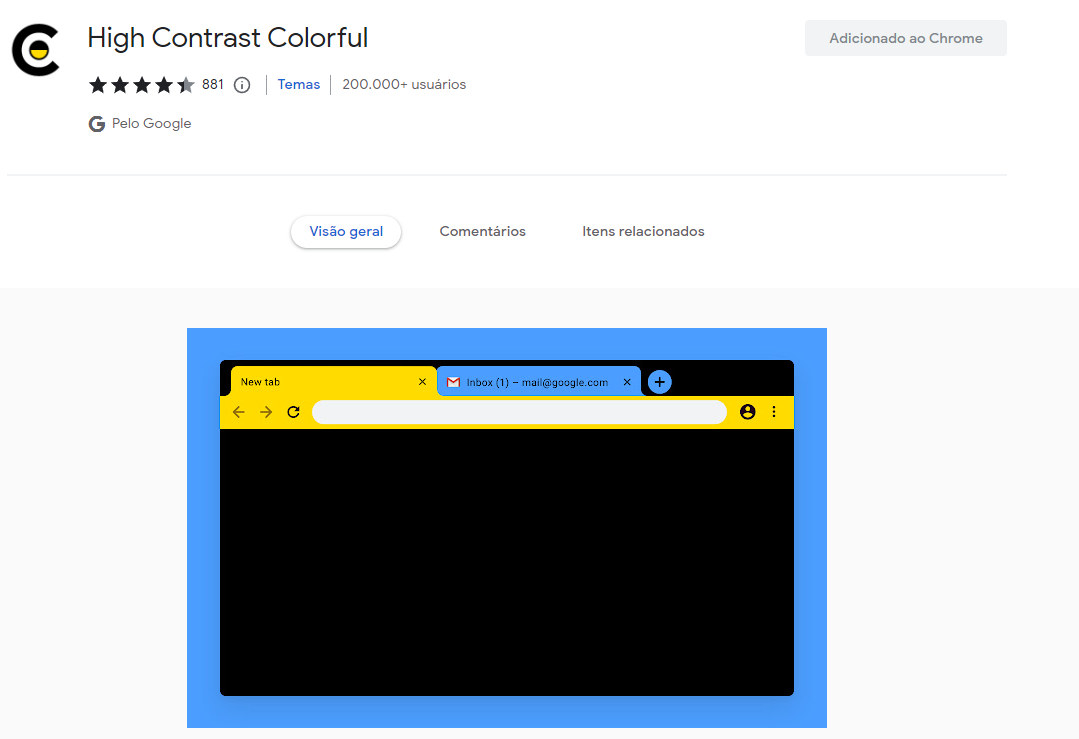 High Contrast Colorful
Adicionado ao Chrome
881
Temas
200.000+ usuários
Pelo Google
Visão geral
Comentários
Itens relacionados
New tab
Inbox (1) – mail@google.com